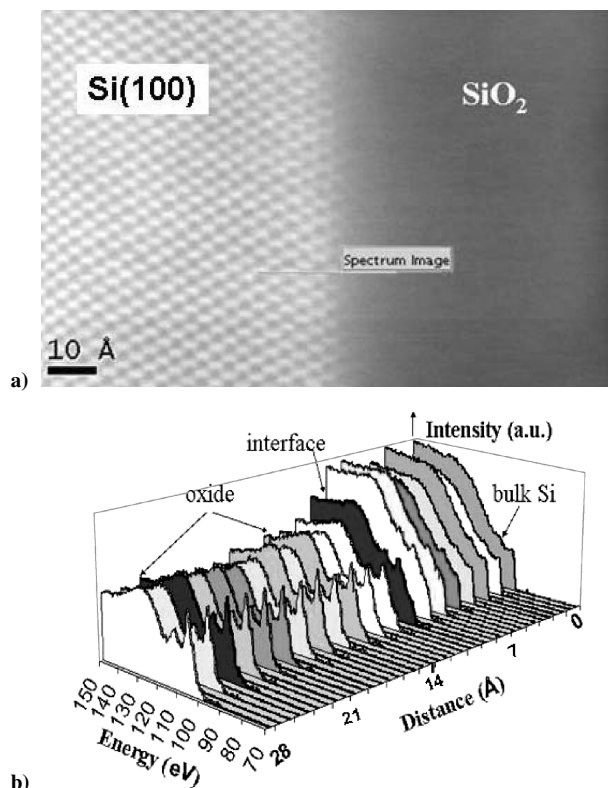 Si(100)
SiO2
Spectrum Image
10 Å
a)
Intensity (a.u.)
interface
oxide
bulk Si
150
140
130
120
110
100
90
80
70
Energy (eV)
28
21
14
7
0
Distance (Å)
b)